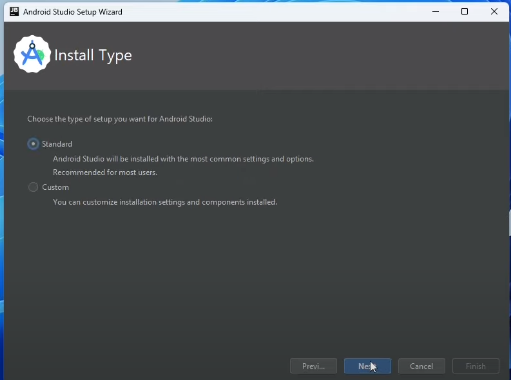 Android Studio Setup Wizard
Install Type
Choose the type of setup you want for Android Studio:
Standard
Android Studio will be installed with the most common settings and options.
Recommended for most users.
Custom
You can customize installation settings and components installed.
Previ...
Cancel
Finish